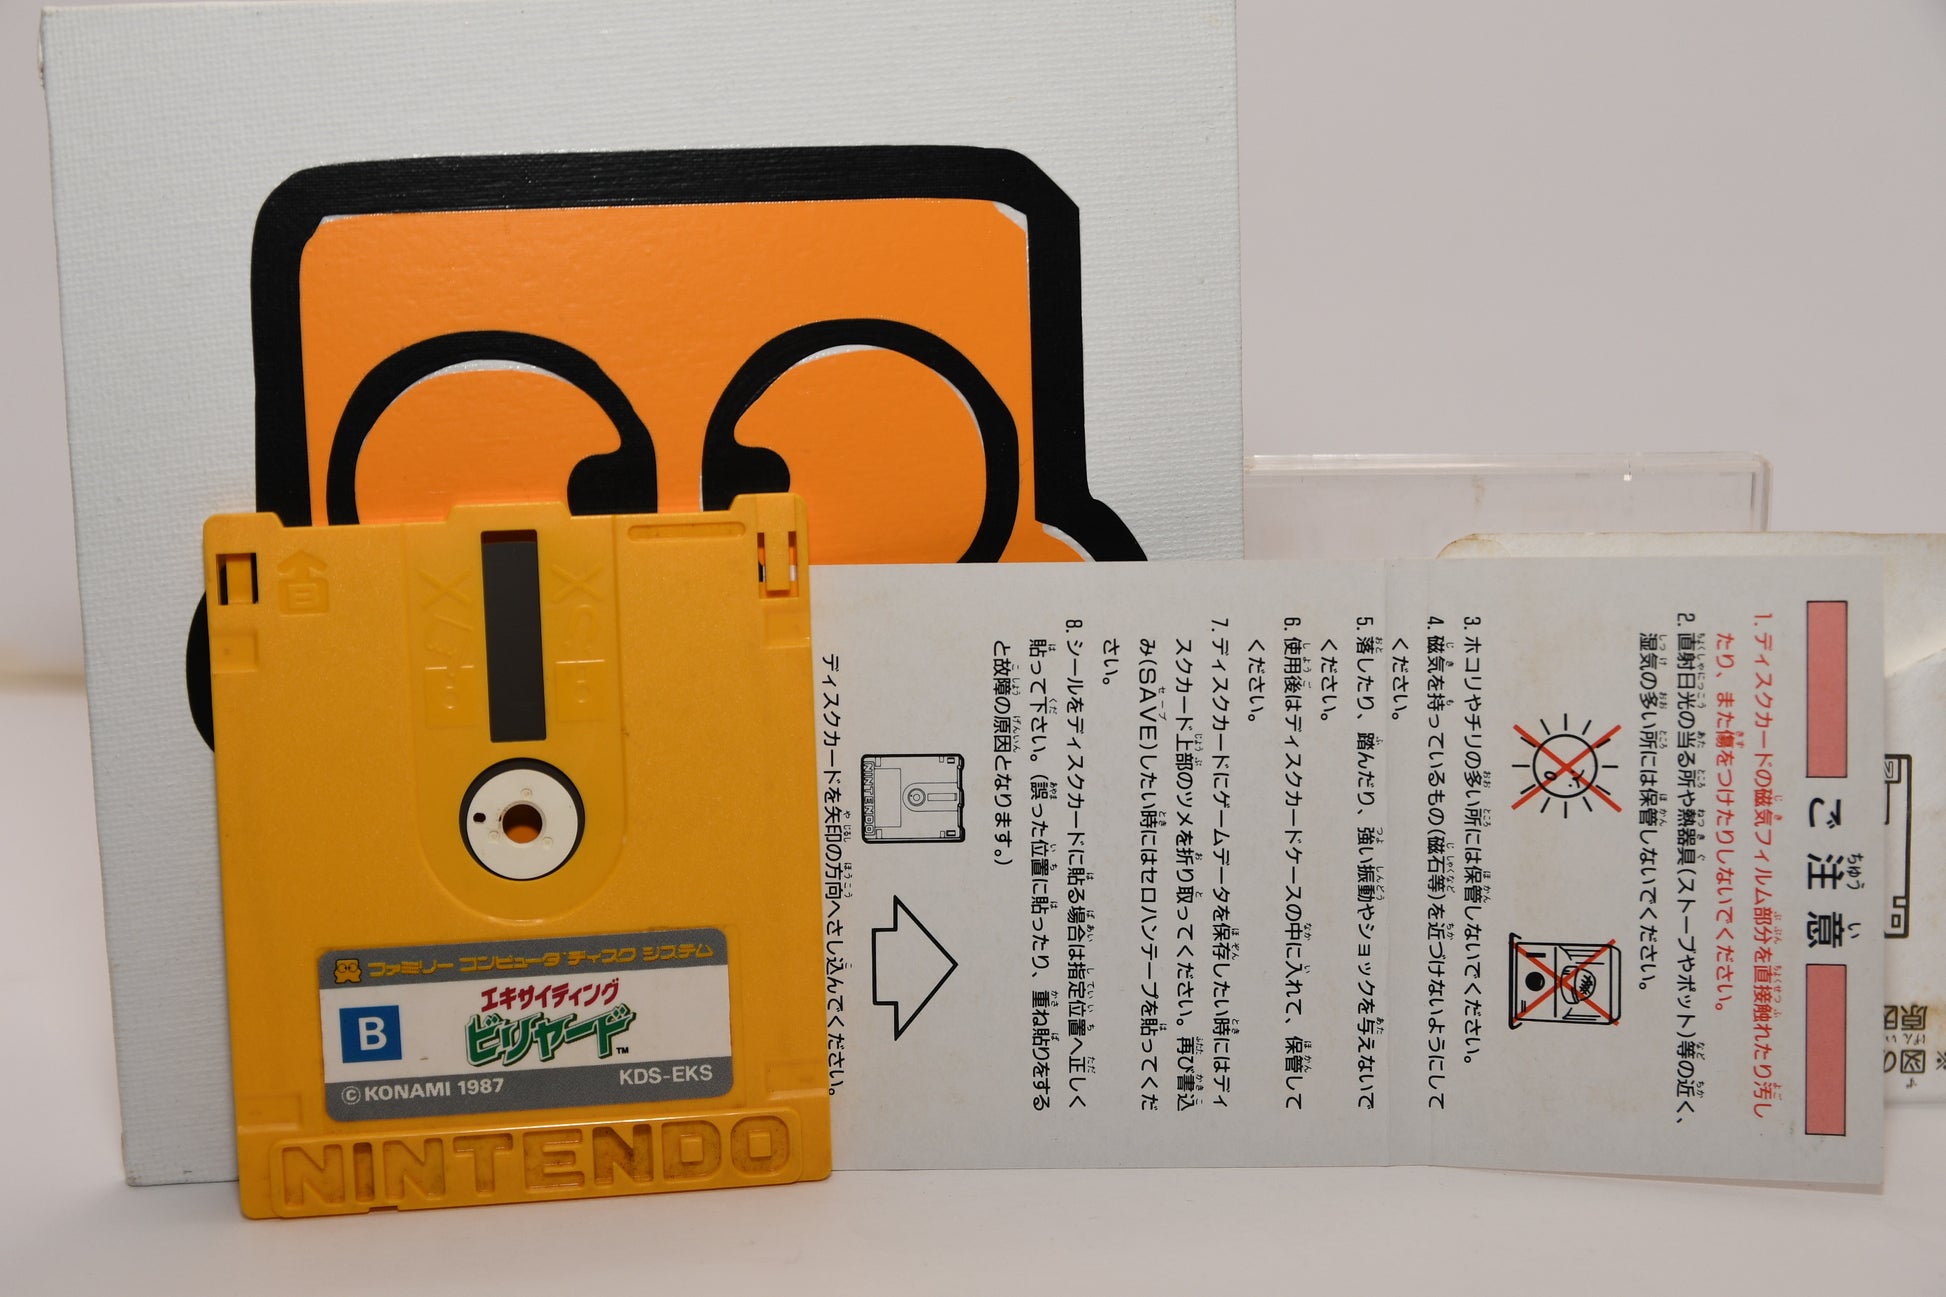 ファミリー コンピュータ ディスク システム
エキサイティング
ビリヤード™
B
KDS-EKS
©KONAMI 1987
NINTENDO
ご注意
1. ディスクカードの磁気フィルム部分を直接触れたり汚し
たり、また傷をつけたりしないでください。
2. 直射日光の当る所や熱器具(ストーブやポット)等の近く、
湿気の多い所には保管しないでください。
3. ホコリやチリの多い所には保管しないでください。
4. 磁気を持っているもの(磁石等)を近づけないようにして
ください。
5. 落したり、踏んだり、強い振動やショックを与えないで
ください。
6. 使用後はディスクカードケースの中に入れて、保管して
ください。
7. ディスクカードにゲームデータを保存したい時にはディ
スクカード上部のツメを折り取ってください。再び書込
み(SAVE)したい時にはセロハンテープを貼ってくだ
さい。
8. シールをディスクカードに貼る場合は指定位置へ正しく
貼って下さい。(誤った位置に貼ったり、重ね貼りをする
と故障の原因となります。)
NINTENDO
ディスクカードを矢印の方向へさし込んでください。